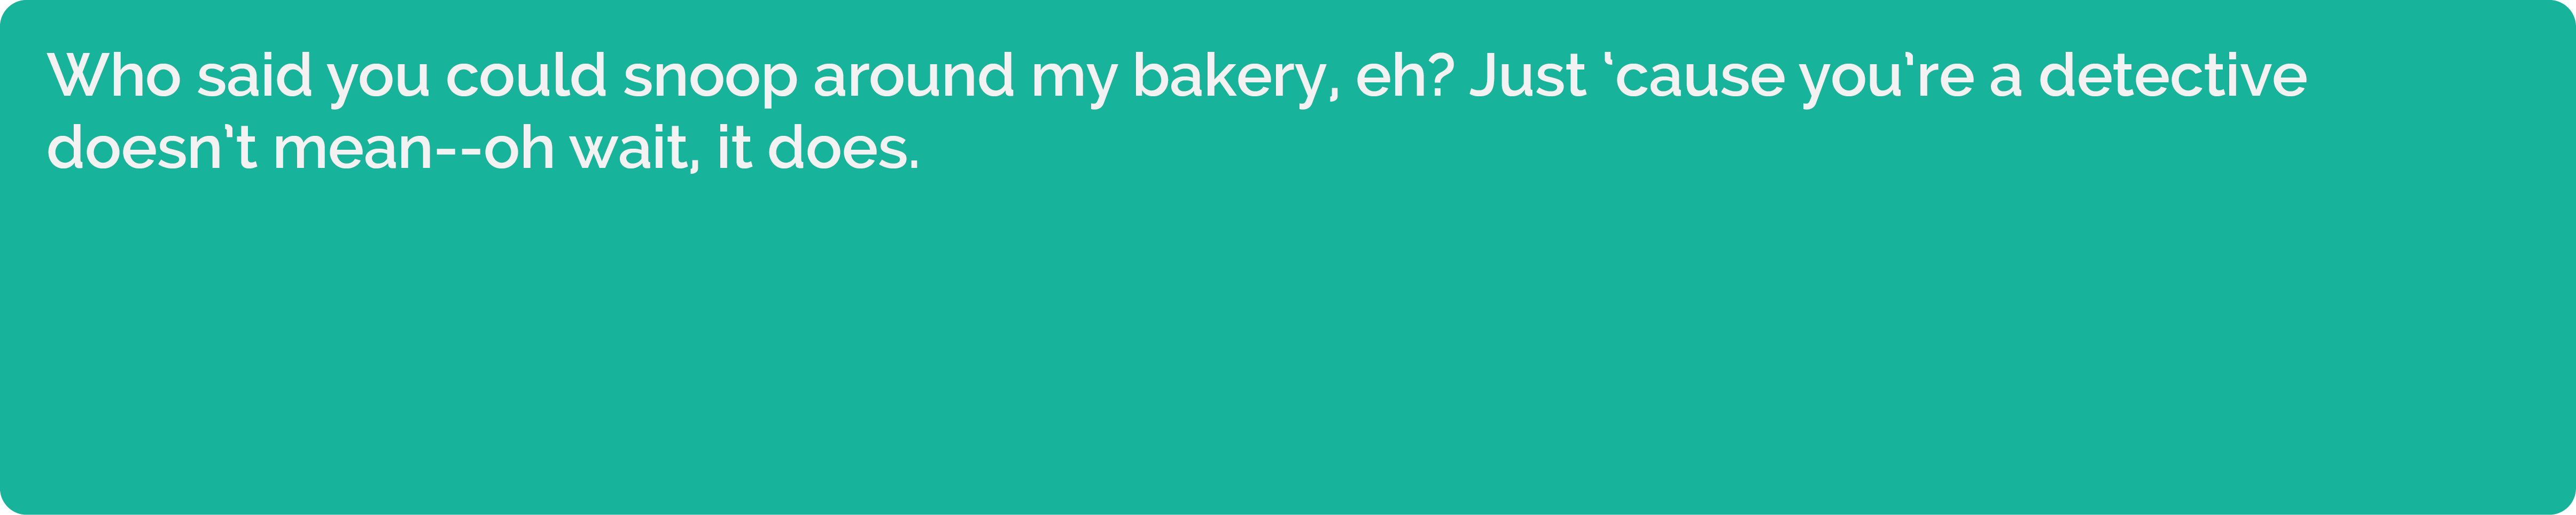 Who said you could snoop around my bakery, eh? Just ‘cause you’re a detective
doesn’t mean--oh wait, it does.